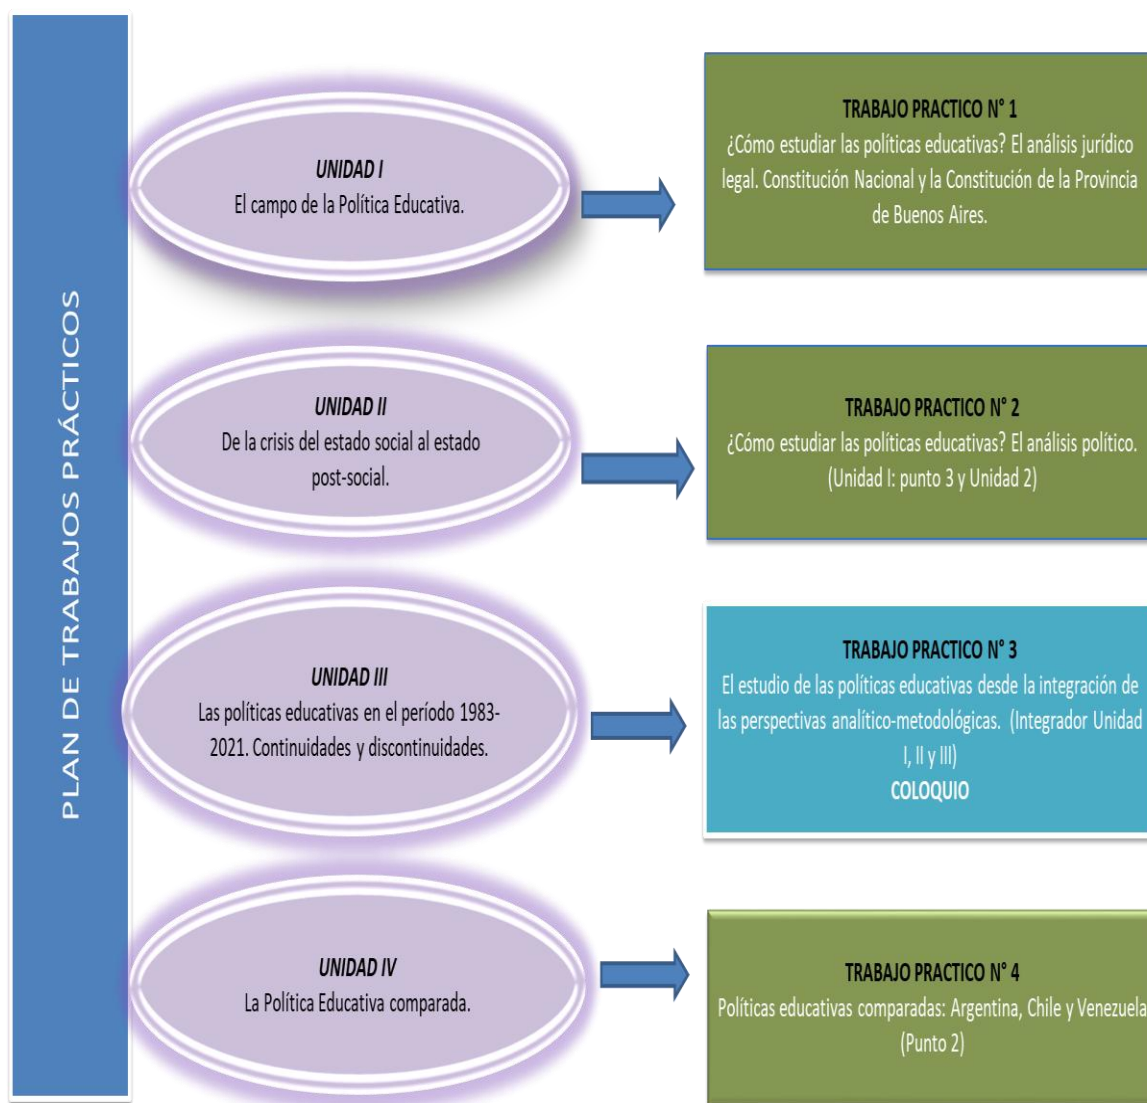 PLAN DE TRABAJOS PRÁCTICOS
UNIDAD I
El campo de la Política Educativa.
TRABAJO PRACTICO N° 1
¿Cómo estudiar las políticas educativas? El análisis jurídico
legal. Constitución Nacional y la Constitución de la Provincia
de Buenos Aires.
UNIDAD II
De la crisis del estado social al estado
post-social.
TRABAJO PRACTICO N° 2
¿Cómo estudiar las políticas educativas? El análisis político.
(Unidad I: punto 3 y Unidad 2)
UNIDAD III
Las políticas educativas en el período 1983-
2021. Continuidades y discontinuidades.
TRABAJO PRACTICO N° 3
El estudio de las políticas educativas desde la integración de
las perspectivas analítico-metodológicas. (Integrador Unidad
I, II y III)
COLOQUIO
UNIDAD IV
La Política Educativa comparada.
TRABAJO PRACTICO N° 4
Políticas educativas comparadas: Argentina, Chile y Venezuela
(Punto 2)